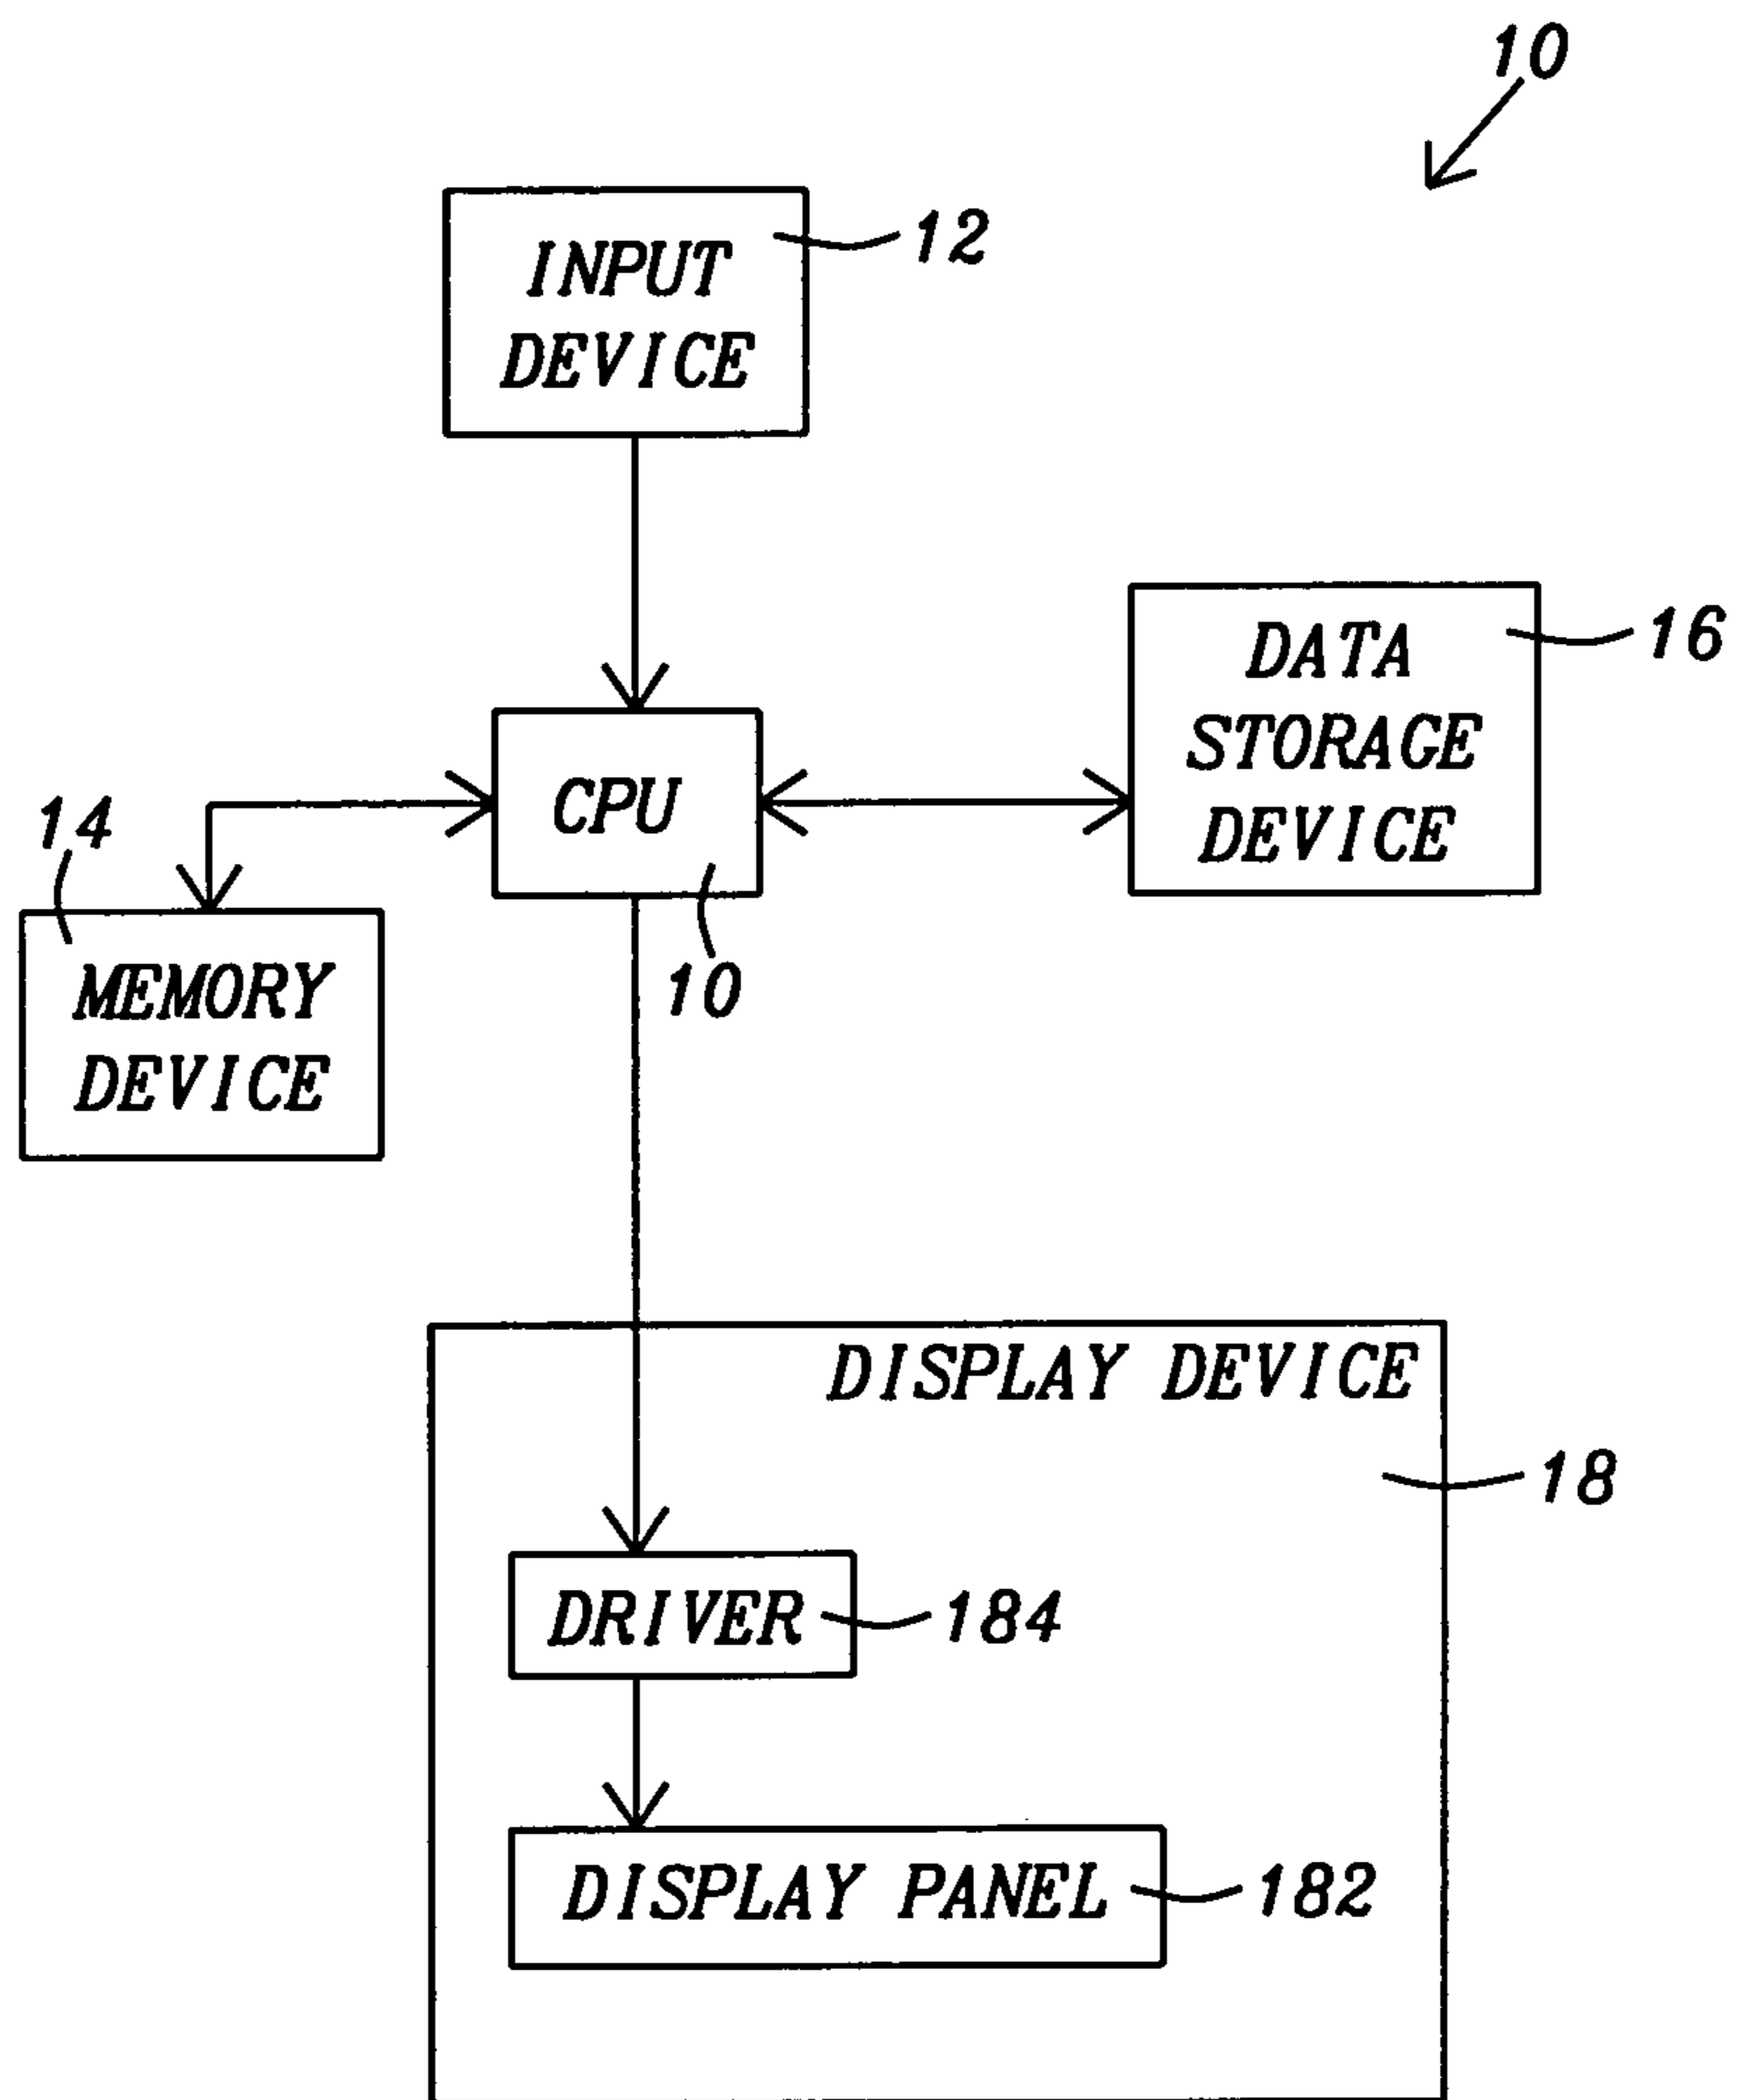 10
INPUT
DEVICE
12
DATA
STORAGE
DEVICE
16
CPU
10
14
MEMORY
DEVICE
DISPLAY DEVICE
18
DRIVER
184
DISPLAY PANEL
182